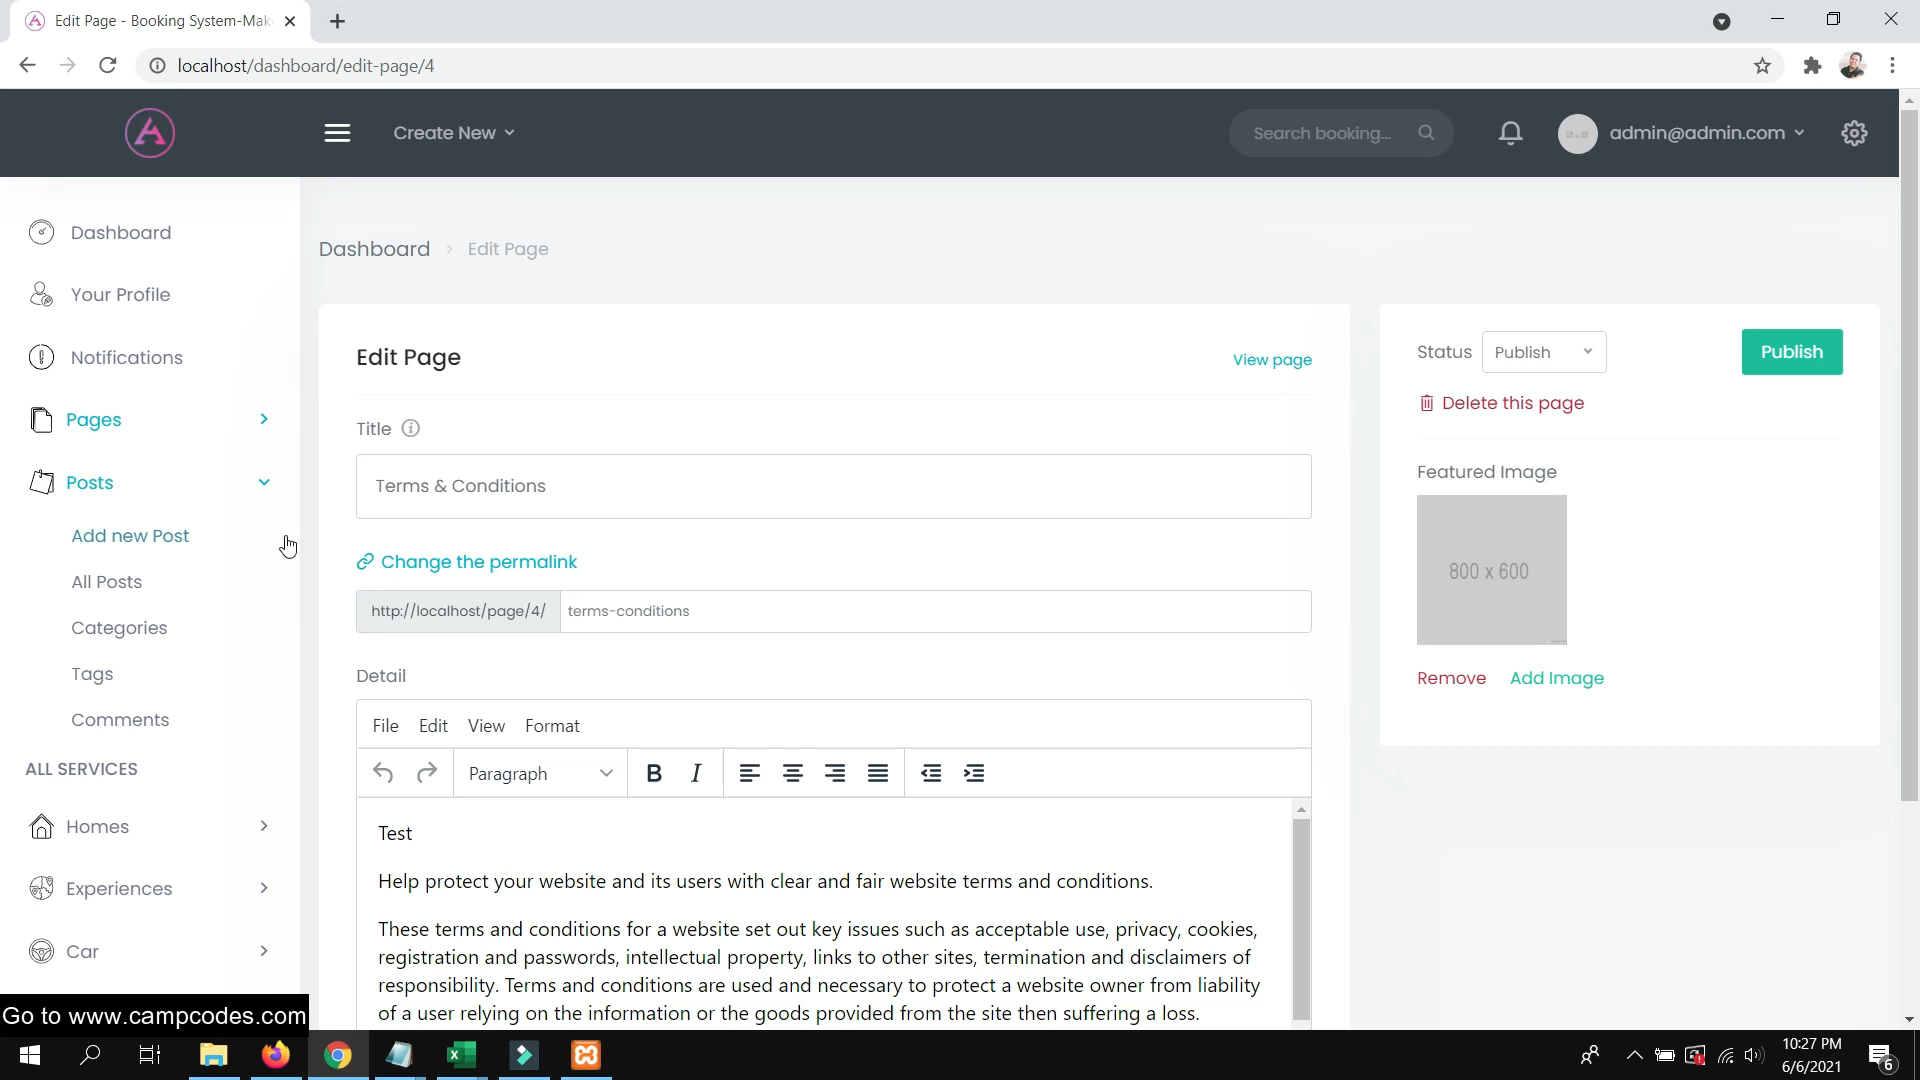 Edit Page - Booking System-Mak
localhost/dashboard/edit-page/4
Create New
Search booking...
admin@admin.com
Dashboard
Your Profile
Notifications
Pages
Posts
Add new Post
All Posts
Categories
Tags
Comments
ALL SERVICES
Homes
Experiences
Car
Dashboard > Edit Page
Edit Page
View page
Title
Terms & Conditions
Change the permalink
http://localhost/page/4/ terms-conditions
Detail
File Edit View Format
Paragraph B I
Test
Help protect your website and its users with clear and fair website terms and conditions.
These terms and conditions for a website set out key issues such as acceptable use, privacy, cookies,
registration and passwords, intellectual property, links to other sites, termination and disclaimers of
responsibility. Terms and conditions are used and necessary to protect a website owner from liability
of a user relying on the information or the goods provided from the site then suffering a loss.
Status Publish
Publish
Delete this page
Featured Image
800 x 600
Remove Add Image
Go to www.campcodes.com
10:27 PM
6/6/2021
6